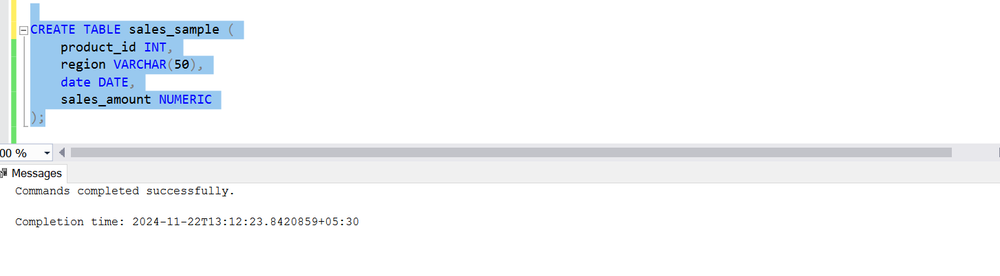 CREATE TABLE sales_sample (
product_id INT,
region VARCHAR(50),
date DATE,
sales_amount NUMERIC
);
00 %
Messages
Commands completed successfully.
Completion time: 2024-11-22T13:12:23.8420859+05:30